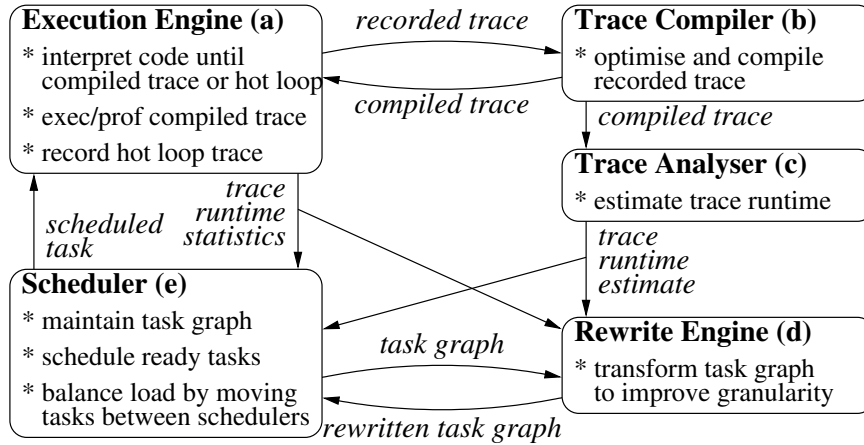 Execution Engine (a)
* interpret code until
compiled trace or hot loop
* exec/prof compiled trace
* record hot loop trace
recorded trace
compiled trace
Trace Compiler (b)
* optimise and compile
recorded trace
compiled trace
Trace Analyser (c)
* estimate trace runtime
trace
runtime
statistics
scheduled
task
trace
runtime
estimate
Scheduler (e)
* maintain task graph
* schedule ready tasks
* balance load by moving
tasks between schedulers
task graph
rewritten task graph
Rewrite Engine (d)
* transform task graph
to improve granularity